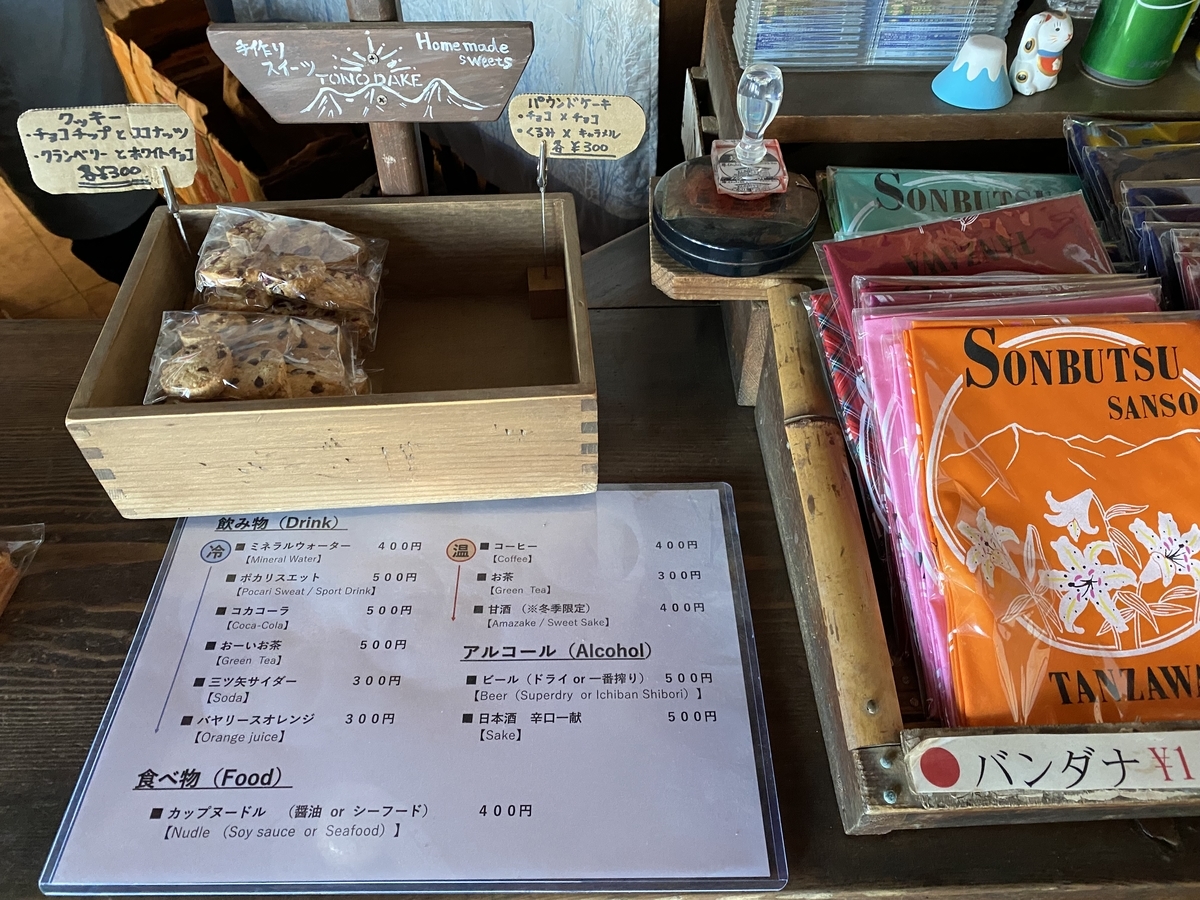 手作り
スイーツ
Homemade
sweets
TONODAKE
クッキー
・チョコチップとココナッツ
・クランベリーとホワイトチョコ
各¥300
パウンドケーキ
・チョコ × チョコ
・くるみ × キャラメル
各 ¥300
飲み物（Drink）
冷
■ ミネラルウォーター 400円
【Mineral Water】
■ ポカリスエット 500円
【Pocari Sweat / Sport Drink】
■ コカコーラ 500円
【Coca-Cola】
■ おーいお茶 500円
【Green Tea】
■ 三ツ矢サイダー 300円
【Soda】
■ バヤリースオレンジ 300円
【Orange juice】
温
■ コーヒー 400円
【Coffee】
■ お茶 300円
【Green Tea】
■ 甘酒（※冬季限定） 400円
【Amazake / Sweet Sake】
アルコール（Alcohol）
■ ビール（ドライ or 一番搾り） 500円
【Beer（Superdry or Ichiban Shibori）】
■ 日本酒 辛口一献 500円
【Sake】
食べ物（Food）
■ カップヌードル （醤油 or シーフード） 400円
【Nudle （Soy sauce or Seafood）】
SONBUTSU
TANZAWA
SONBUTSU
SANSO
TANZAWA
バンダナ ¥1